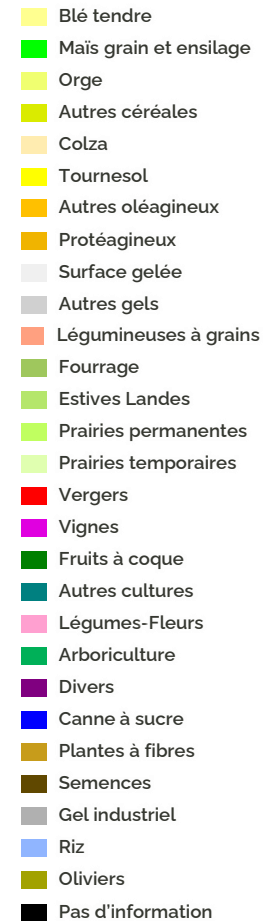 Blé tendre
Maïs grain et ensilage
Orge
Autres céréales
Colza
Tournesol
Autres oléagineux
Protéagineux
Surface gelée
Autres gels
Légumineuses à grains
Fourrage
Estives Landes
Prairies permanentes
Prairies temporaires
Vergers
Vignes
Fruits à coque
Autres cultures
Légumes-Fleurs
Arboriculture
Divers
Canne à sucre
Plantes à fibres
Semences
Gel industriel
Riz
Oliviers
Pas d'information